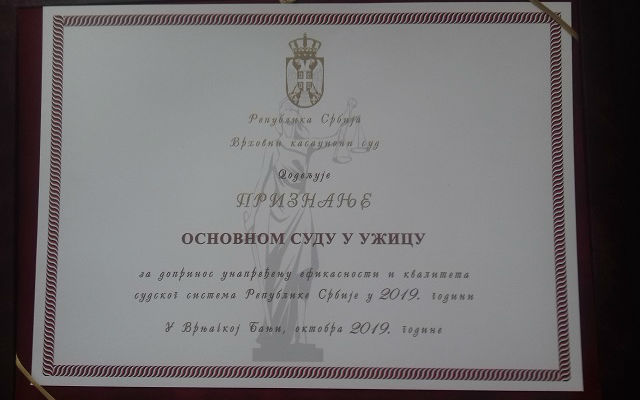 Република Србија
Врховни касациони суд
Додељује
ПРИЗНАЊЕ
ОСНОВНОМ СУДУ У УЖИЦУ
за допринос унапређењу ефикасности и квалитета
судског система Републике Србије у 2019. години
У Врњачкој Бањи, октобра 2019. године